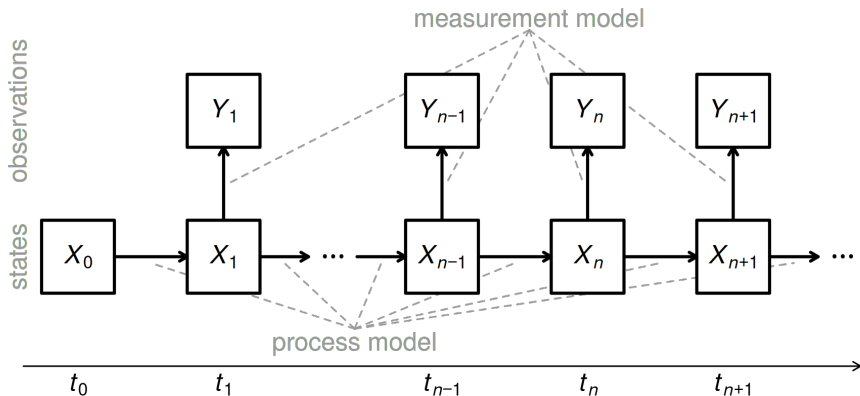 measurement model
observations
Y₁ Yₙ₋₁ Yₙ Yₙ₊₁
states
X₀ X₁ ... Xₙ₋₁ Xₙ Xₙ₊₁ ...
process model
t₀ t₁ tₙ₋₁ tₙ tₙ₊₁